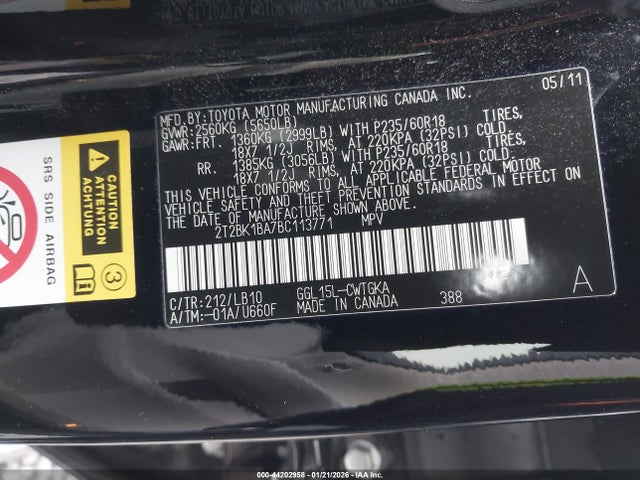 MFD.BY:TOYOTA MOTOR MANUFACTURING CANADA INC. 05/11
GVWR:2560KG (5650LB)
GAWR:FRT. 1360KG (2999LB) WITH P235/60R18 TIRES,
18X7 1/2J RIMS, AT 220KPA (32PSI) COLD.
RR. 1385KG (3056LB) WITH P235/60R18 TIRES,
18X7 1/2J RIMS, AT 220KPA (32PSI) COLD.
THIS VEHICLE CONFORMS TO ALL APPLICABLE FEDERAL MOTOR
VEHICLE SAFETY AND THEFT PREVENTION STANDARDS IN EFFECT ON
THE DATE OF MANUFACTURE SHOWN ABOVE.
2T2BK1BA7BC113771 MPV
C/TR:212/LB10 GGL15L-CWTGKA A
A/TM:-01A/U660F MADE IN CANADA 388
SRS SIDE AIRBAG
CAUTION
ATTENTION
ACHTUNG
3
000-44202958 - 01/21/2026 - IAA Holdings, LLC.